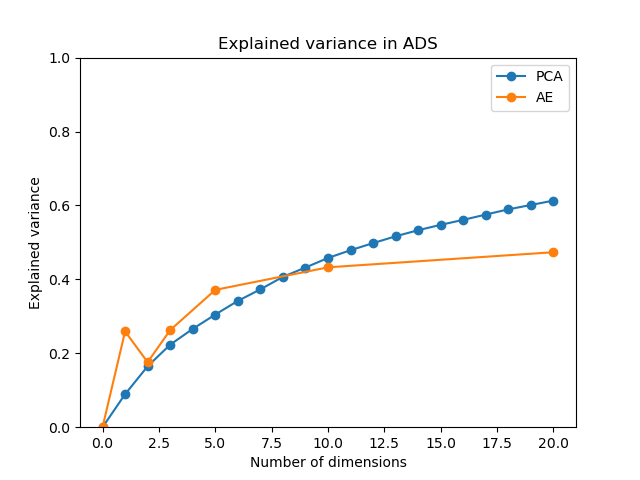 Explained variance in ADS
PCA
AE
Explained variance
1.0
0.8
0.6
0.4
0.2
0.0
0.0 2.5 5.0 7.5 10.0 12.5 15.0 17.5 20.0
Number of dimensions